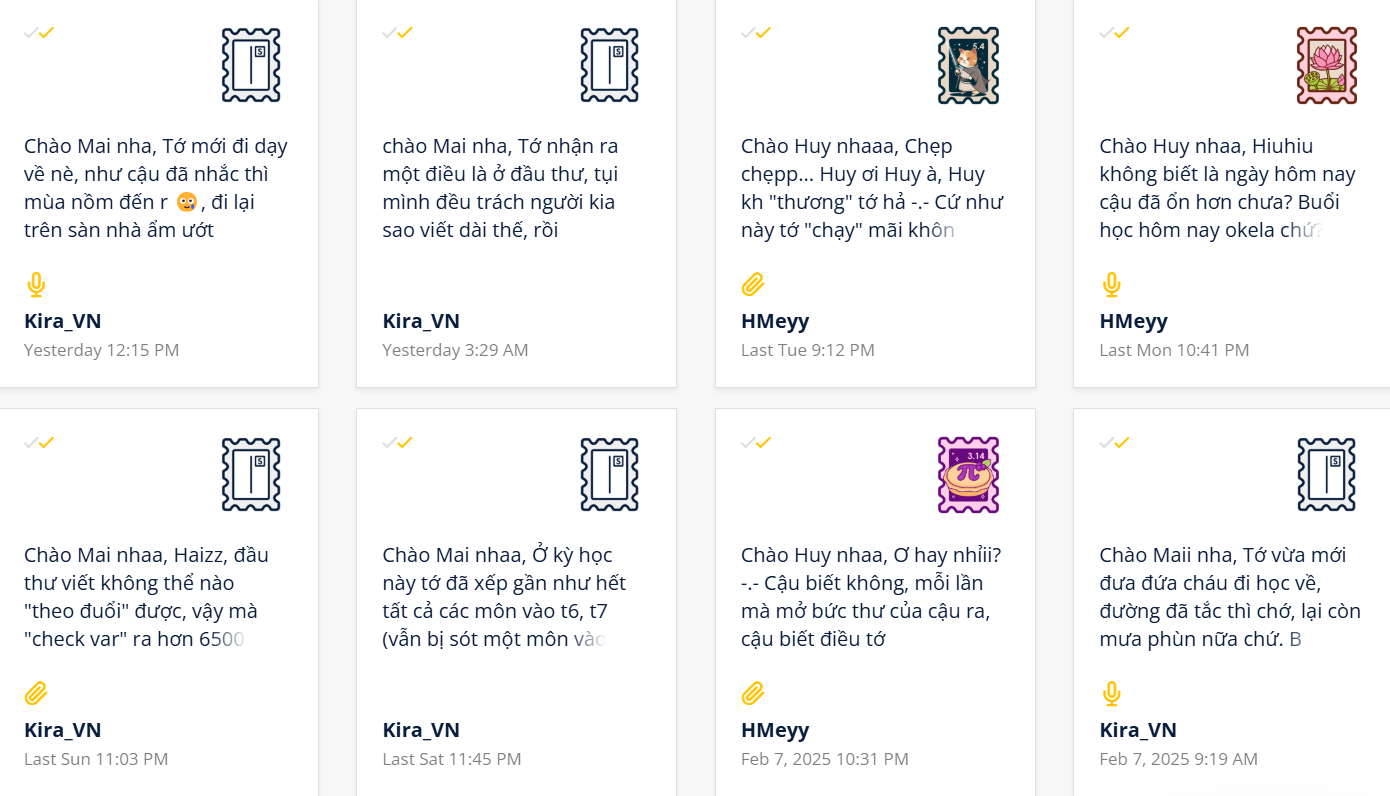 Chào Mai nha, Tớ mới đi dạy
về nè, như cậu đã nhắc thì
mùa nồm đến r 😢 , đi lại
trên sàn nhà ẩm ướt
Kira_VN
Yesterday 12:15 PM
chào Mai nha, Tớ nhận ra
một điều là ở đầu thư, tụi
mình đều trách người kia
sao viết dài thế, rồi
Kira_VN
Yesterday 3:29 AM
5.4
Chào Huy nhaaa, Chẹp
chẹpp... Huy ơi Huy à, Huy
kh "thương" tớ hả -.- Cứ như
này tớ "chạy" mãi khôn
HMeyy
Last Tue 9:12 PM
Chào Huy nhaa, Hiuhiu
không biết là ngày hôm nay
cậu đã ổn hơn chưa? Buổi
học hôm nay okela chứ?
HMeyy
Last Mon 10:41 PM
Chào Mai nhaa, Haizz, đầu
thư viết không thể nào
"theo đuổi" được, vậy mà
"check var" ra hơn 6500
Kira_VN
Last Sun 11:03 PM
Chào Mai nhaa, Ở kỳ học
này tớ đã xếp gần như hết
tất cả các môn vào t6, t7
(vẫn bị sót một môn vào
Kira_VN
Last Sat 11:45 PM
3.14
π
Chào Huy nhaa, Ơ hay nhỉii?
-.- Cậu biết không, mỗi lần
mà mở bức thư của cậu ra,
cậu biết điều tớ
HMeyy
Feb 7, 2025 10:31 PM
Chào Maii nha, Tớ vừa mới
đưa đứa cháu đi học về,
đường đã tắc thì chớ, lại còn
mưa phùn nữa chứ. B
Kira_VN
Feb 7, 2025 9:19 AM